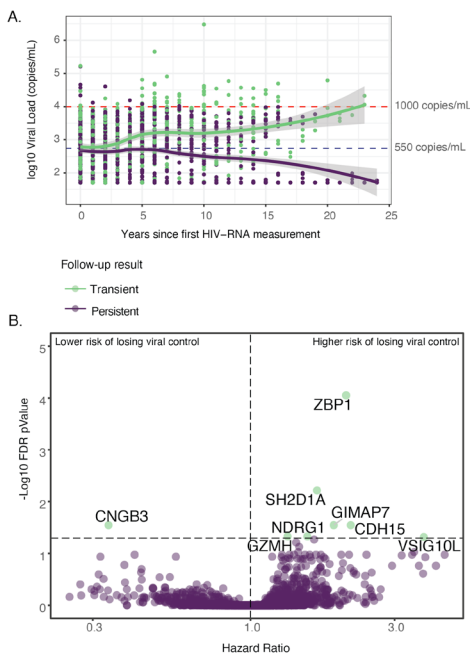 A.
log10 Viral Load (copies/mL)
6
5
4
3
2
1000 copies/mL
550 copies/mL
0
5
10
15
20
25
Years since first HIV−RNA measurement
Follow-up result
Transient
Persistent
B.
Lower risk of losing viral control
Higher risk of losing viral control
-Log10 FDR pValue
5
4
3
2
1
0
ZBP1
SH2D1A
GIMAP7
CNGB3
NDRG1
CDH15
GZMH
VSIG10L
0.3
1.0
3.0
Hazard Ratio